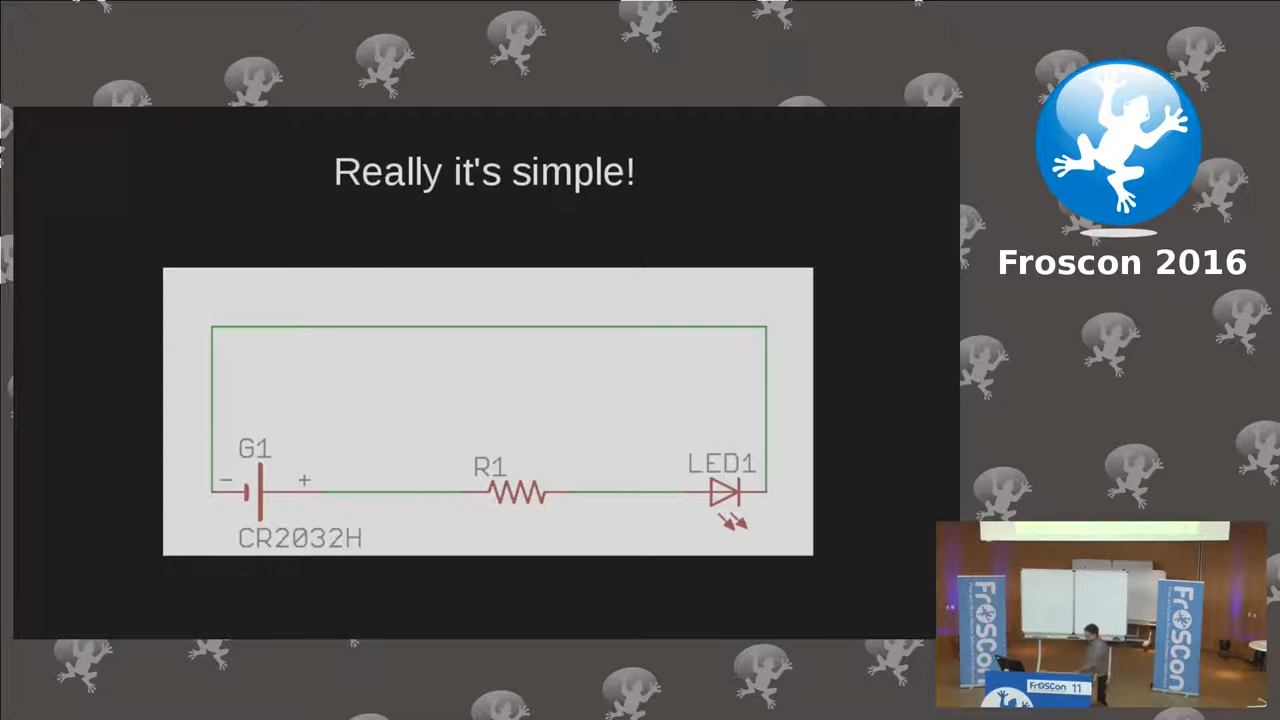 Really it's simple!
Froscon 2016
G1
- +
R1
LED1
CR2032H
FrOSCon
FrOSCon
FrOSCon 11